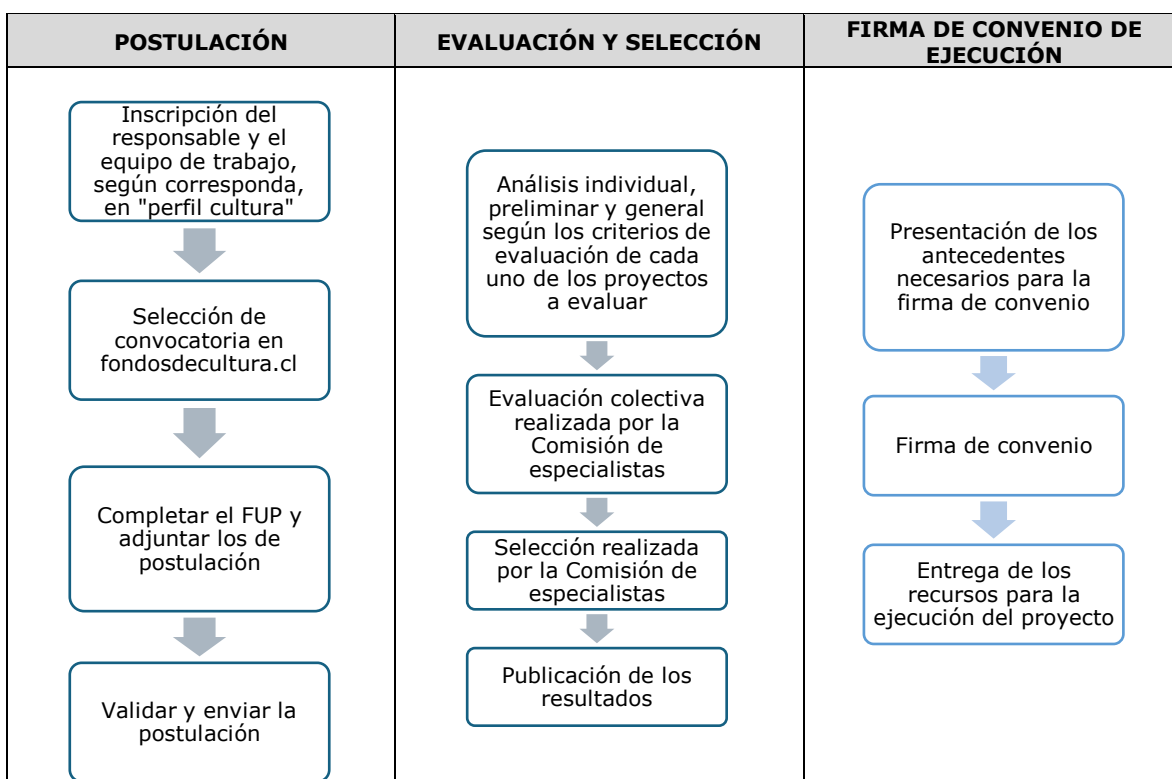 POSTULACIÓN
Inscripción del
responsable y el
equipo de trabajo,
según corresponda,
en "perfil cultura"
Selección de
convocatoria en
fondosdecultura.cl
Completar el FUP y
adjuntar los de
postulación
Validar y enviar la
postulación
EVALUACIÓN Y SELECCIÓN
Análisis individual,
preliminar y general
según los criterios de
evaluación de cada
uno de los proyectos
a evaluar
Evaluación colectiva
realizada por la
Comisión de
especialistas
Selección realizada
por la Comisión de
especialistas
Publicación de los
resultados
FIRMA DE CONVENIO DE
EJECUCIÓN
Presentación de los
antecedentes
necesarios para la
firma de convenio
Firma de convenio
Entrega de los
recursos para la
ejecución del proyecto